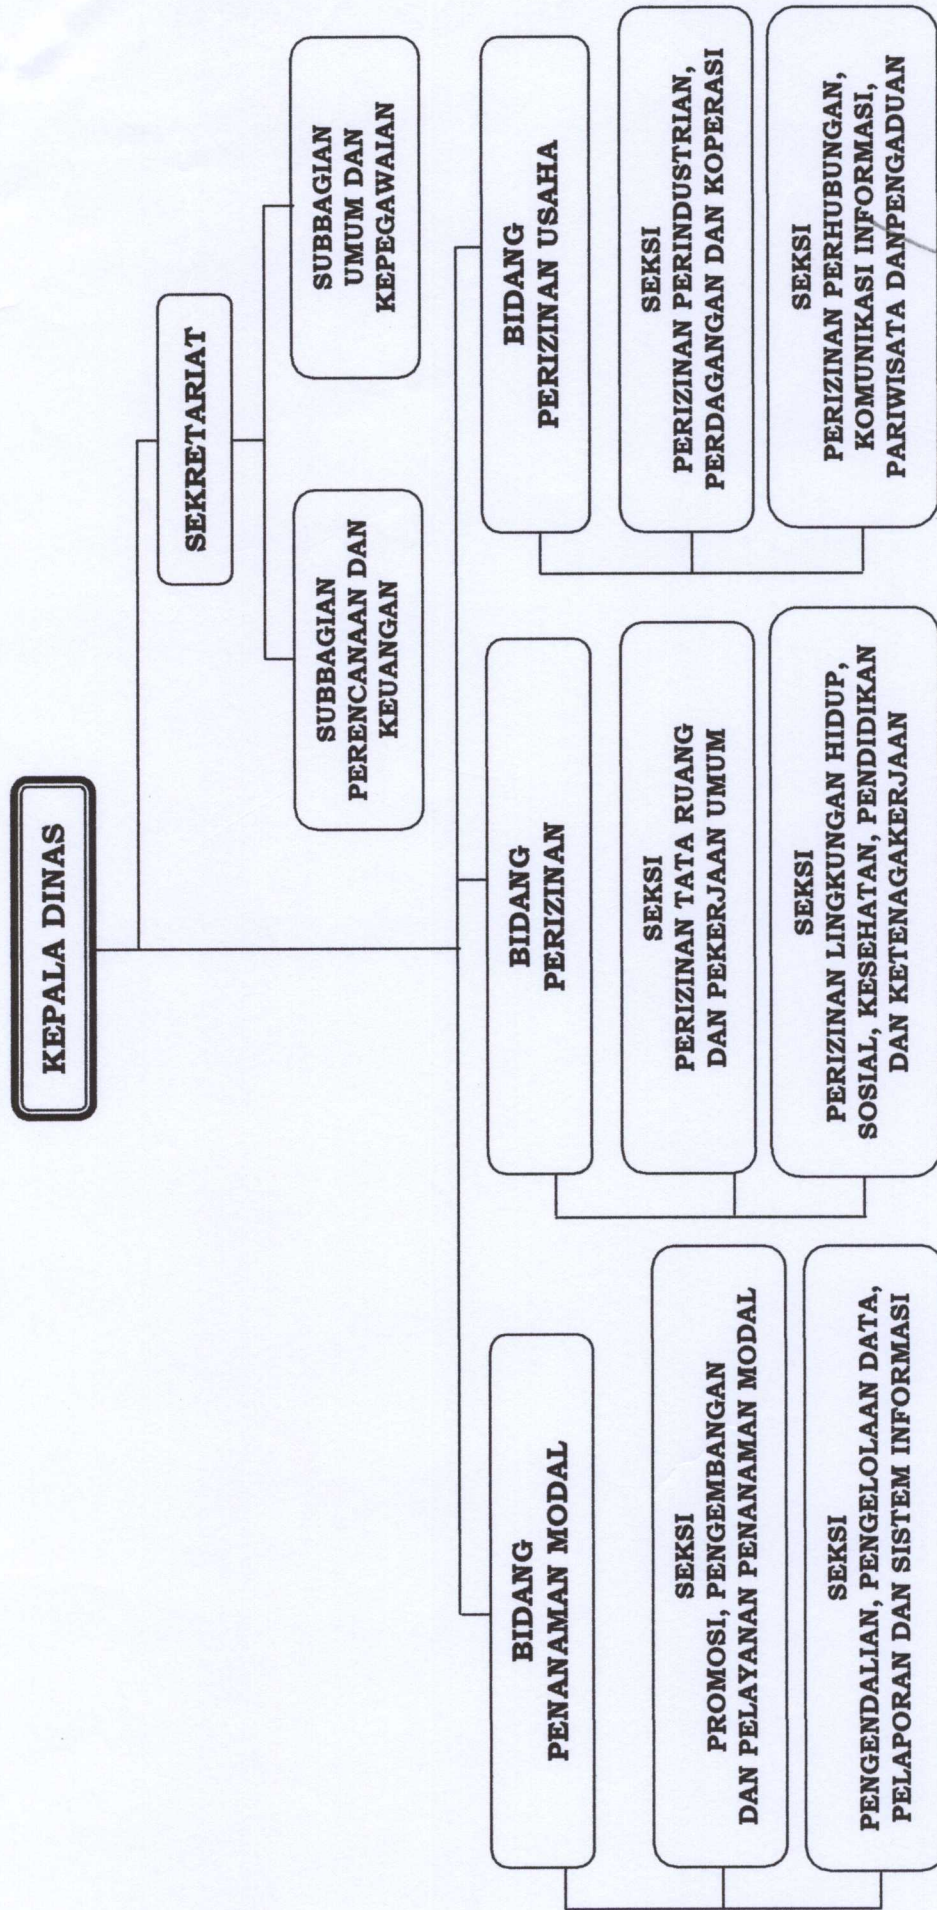 KEPALA DINAS
SEKRETARIAT
SUBBAGIAN
PERENCANAAN DAN
KEUANGAN
SUBBAGIAN
UMUM DAN
KEPEGAWAIAN
BIDANG
PENANAMAN MODAL
SEKSI
PROMOSI, PENGEMBANGAN
DAN PELAYANAN PENANAMAN MODAL
SEKSI
PENGENDALIAN, PENGELOLAAN DATA,
PELAPORAN DAN SISTEM INFORMASI
BIDANG
PERIZINAN
SEKSI
PERIZINAN TATA RUANG
DAN PEKERJAAN UMUM
SEKSI
PERIZINAN LINGKUNGAN HIDUP,
SOSIAL, KESEHATAN, PENDIDIKAN
DAN KETENAGAKERJAAN
BIDANG
PERIZINAN USAHA
SEKSI
PERIZINAN PERINDUSTRIAN,
PERDAGANGAN DAN KOPERASI
SEKSI
PERIZINAN PERHUBUNGAN,
KOMUNIKASI INFORMASI,
PARIWISATA DANPENGADUAN